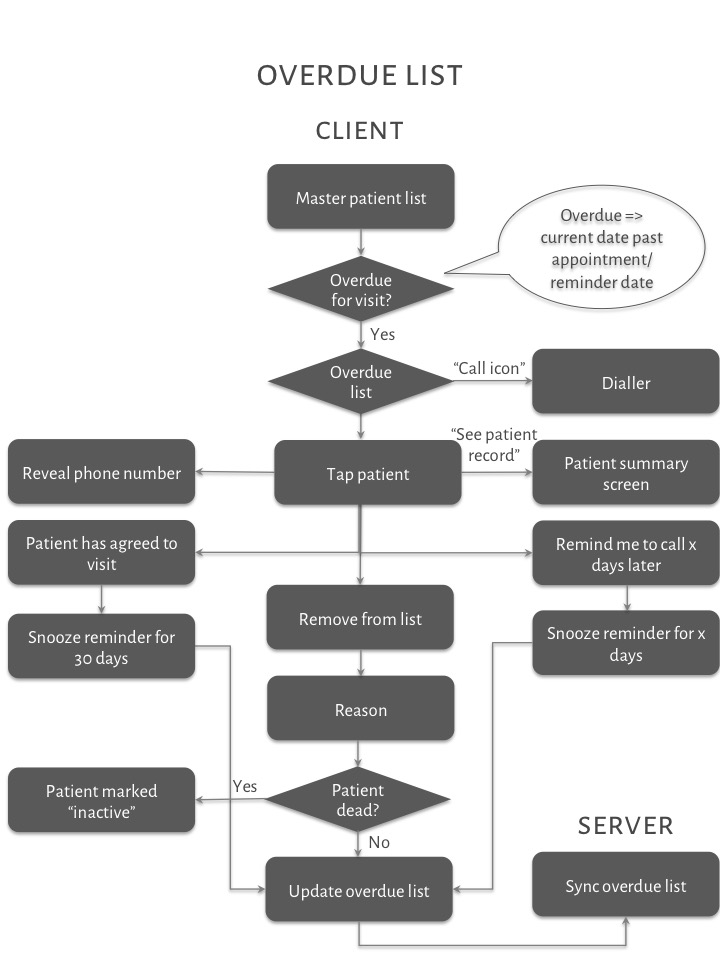 OVERDUE LIST
CLIENT
Master patient list
Overdue =>
current date past
appointment/
reminder date
Overdue
for visit?
Yes
Overdue
list
“Call icon”
Dialler
Reveal phone number
Tap patient
“See patient
record”
Patient summary
screen
Patient has agreed to
visit
Remind me to call x
days later
Remove from list
Snooze reminder for
30 days
Snooze reminder for x
days
Reason
Patient marked
“inactive”
Yes
Patient
dead?
No
SERVER
Update overdue list
Sync overdue list